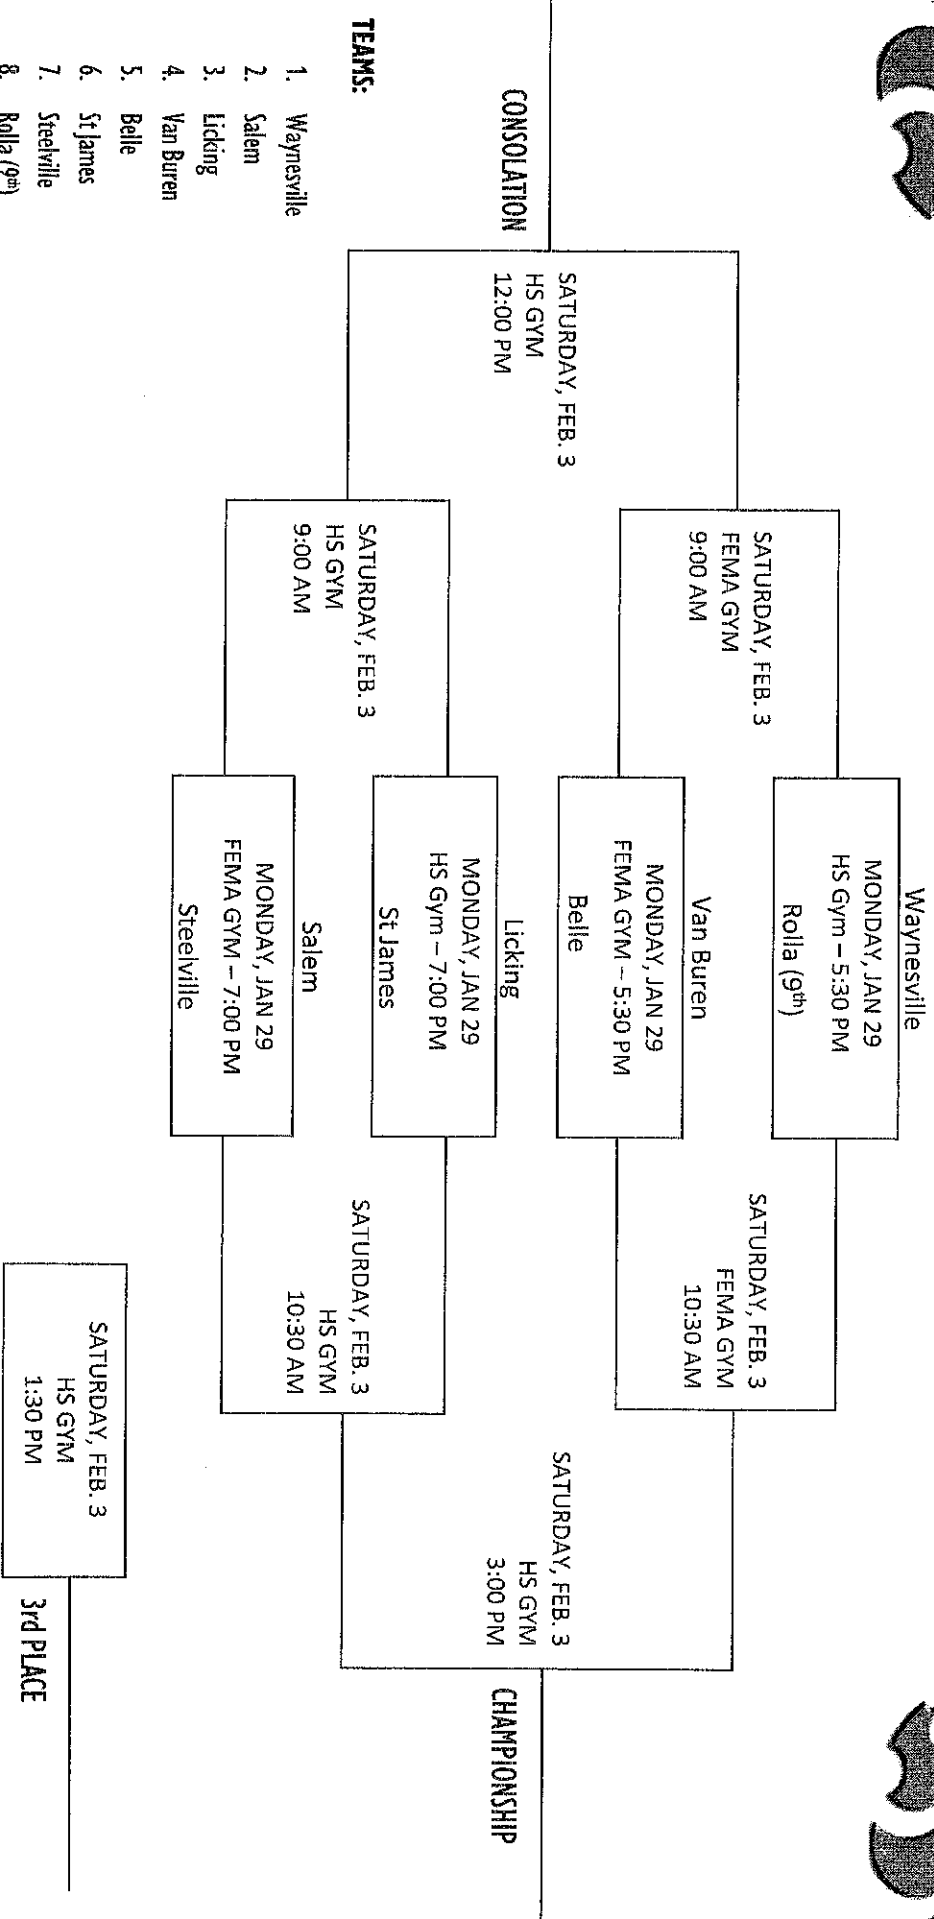 Waynesville
MONDAY, JAN 29
HS Gym – 5:30 PM
Rolla (9th)
SATURDAY, FEB. 3
FEMA GYM
9:00 AM
SATURDAY, FEB. 3
FEMA GYM
10:30 AM
Van Buren
MONDAY, JAN 29
FEMA GYM – 5:30 PM
Belle
SATURDAY, FEB. 3
HS GYM
12:00 PM
CONSOLATION
SATURDAY, FEB. 3
HS GYM
3:00 PM
CHAMPIONSHIP
Licking
MONDAY, JAN 29
HS Gym – 7:00 PM
St James
SATURDAY, FEB. 3
HS GYM
9:00 AM
SATURDAY, FEB. 3
HS GYM
10:30 AM
Salem
MONDAY, JAN 29
FEMA GYM – 7:00 PM
Steelville
TEAMS:
1. Waynesville
2. Salem
3. Licking
4. Van Buren
5. Belle
6. St James
7. Steelville
8. Rolla (9th)
SATURDAY, FEB. 3
HS GYM
1:30 PM
3rd PLACE